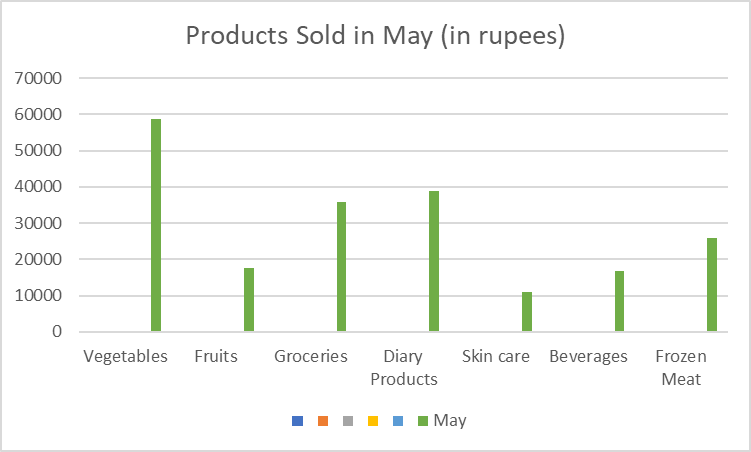 Products Sold in May (in rupees)
70000
60000
50000
40000
30000
20000
10000
0
Vegetables Fruits Groceries Diary Products Skin care Beverages Frozen Meat
May